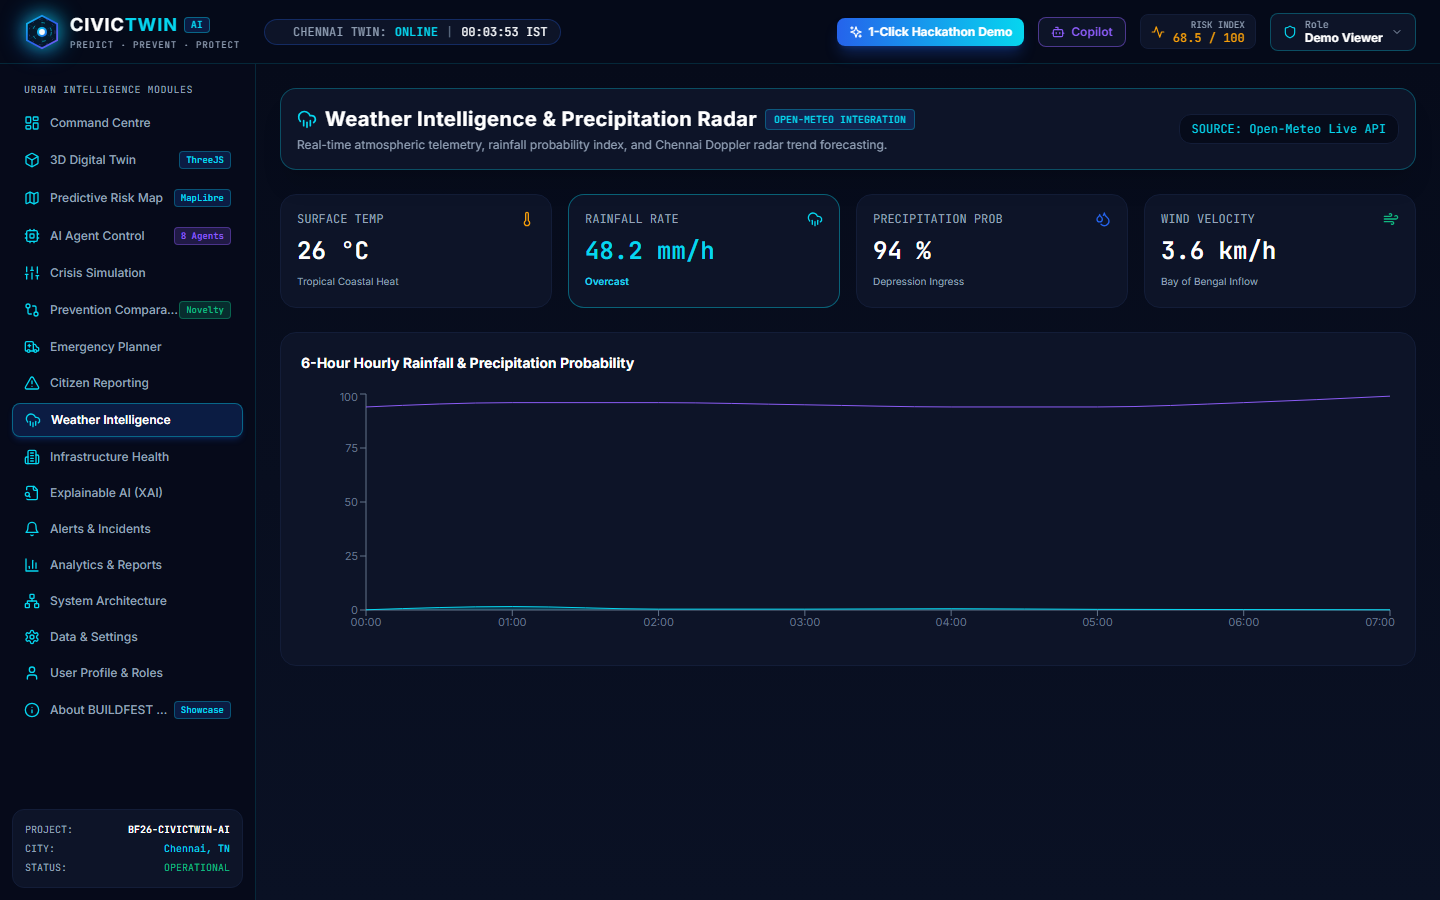 CIVICTWIN AI
PREDICT · PREVENT · PROTECT
CHENNAI TWIN: ONLINE | 00:03:53 IST
1-Click Hackathon Demo
Copilot
RISK INDEX
68.5 / 100
Role
Demo Viewer
URBAN INTELLIGENCE MODULES
Command Centre
3D Digital Twin ThreeJS
Predictive Risk Map MapLibre
AI Agent Control 8 Agents
Crisis Simulation
Prevention Compara... Novelty
Emergency Planner
Citizen Reporting
Weather Intelligence
Infrastructure Health
Explainable AI (XAI)
Alerts & Incidents
Analytics & Reports
System Architecture
Data & Settings
User Profile & Roles
About BUILDFEST ... Showcase
PROJECT: BF26-CIVICTWIN-AI
CITY: Chennai, TN
STATUS: OPERATIONAL
Weather Intelligence & Precipitation Radar OPEN-METEO INTEGRATION
Real-time atmospheric telemetry, rainfall probability index, and Chennai Doppler radar trend forecasting.
SOURCE: Open-Meteo Live API
SURFACE TEMP
26 °C
Tropical Coastal Heat
RAINFALL RATE
48.2 mm/h
Overcast
PRECIPITATION PROB
94 %
Depression Ingress
WIND VELOCITY
3.6 km/h
Bay of Bengal Inflow
6-Hour Hourly Rainfall & Precipitation Probability
100
75
50
25
0
00:00 01:00 02:00 03:00 04:00 05:00 06:00 07:00